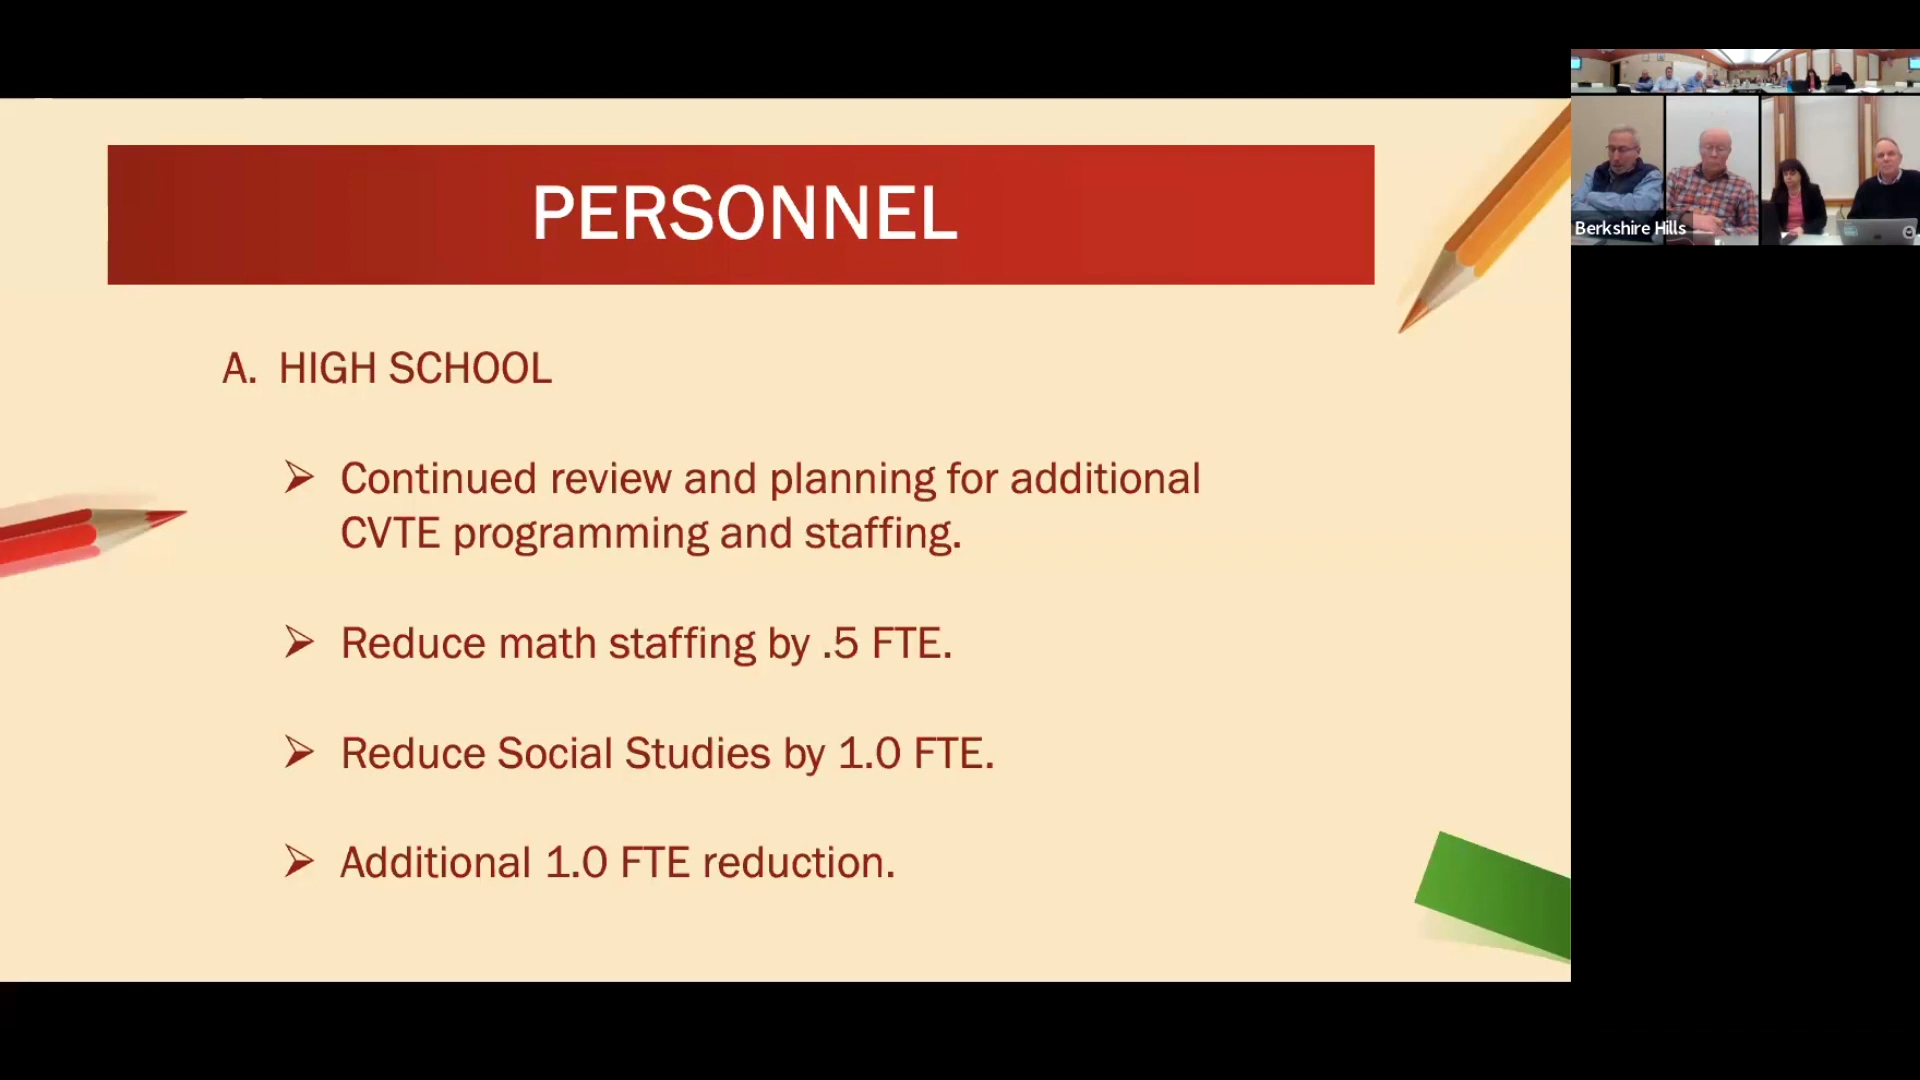 PERSONNEL
A. HIGH SCHOOL
➢ Continued review and planning for additional
CVTE programming and staffing.
➢ Reduce math staffing by .5 FTE.
➢ Reduce Social Studies by 1.0 FTE.
➢ Additional 1.0 FTE reduction.
Berkshire Hills